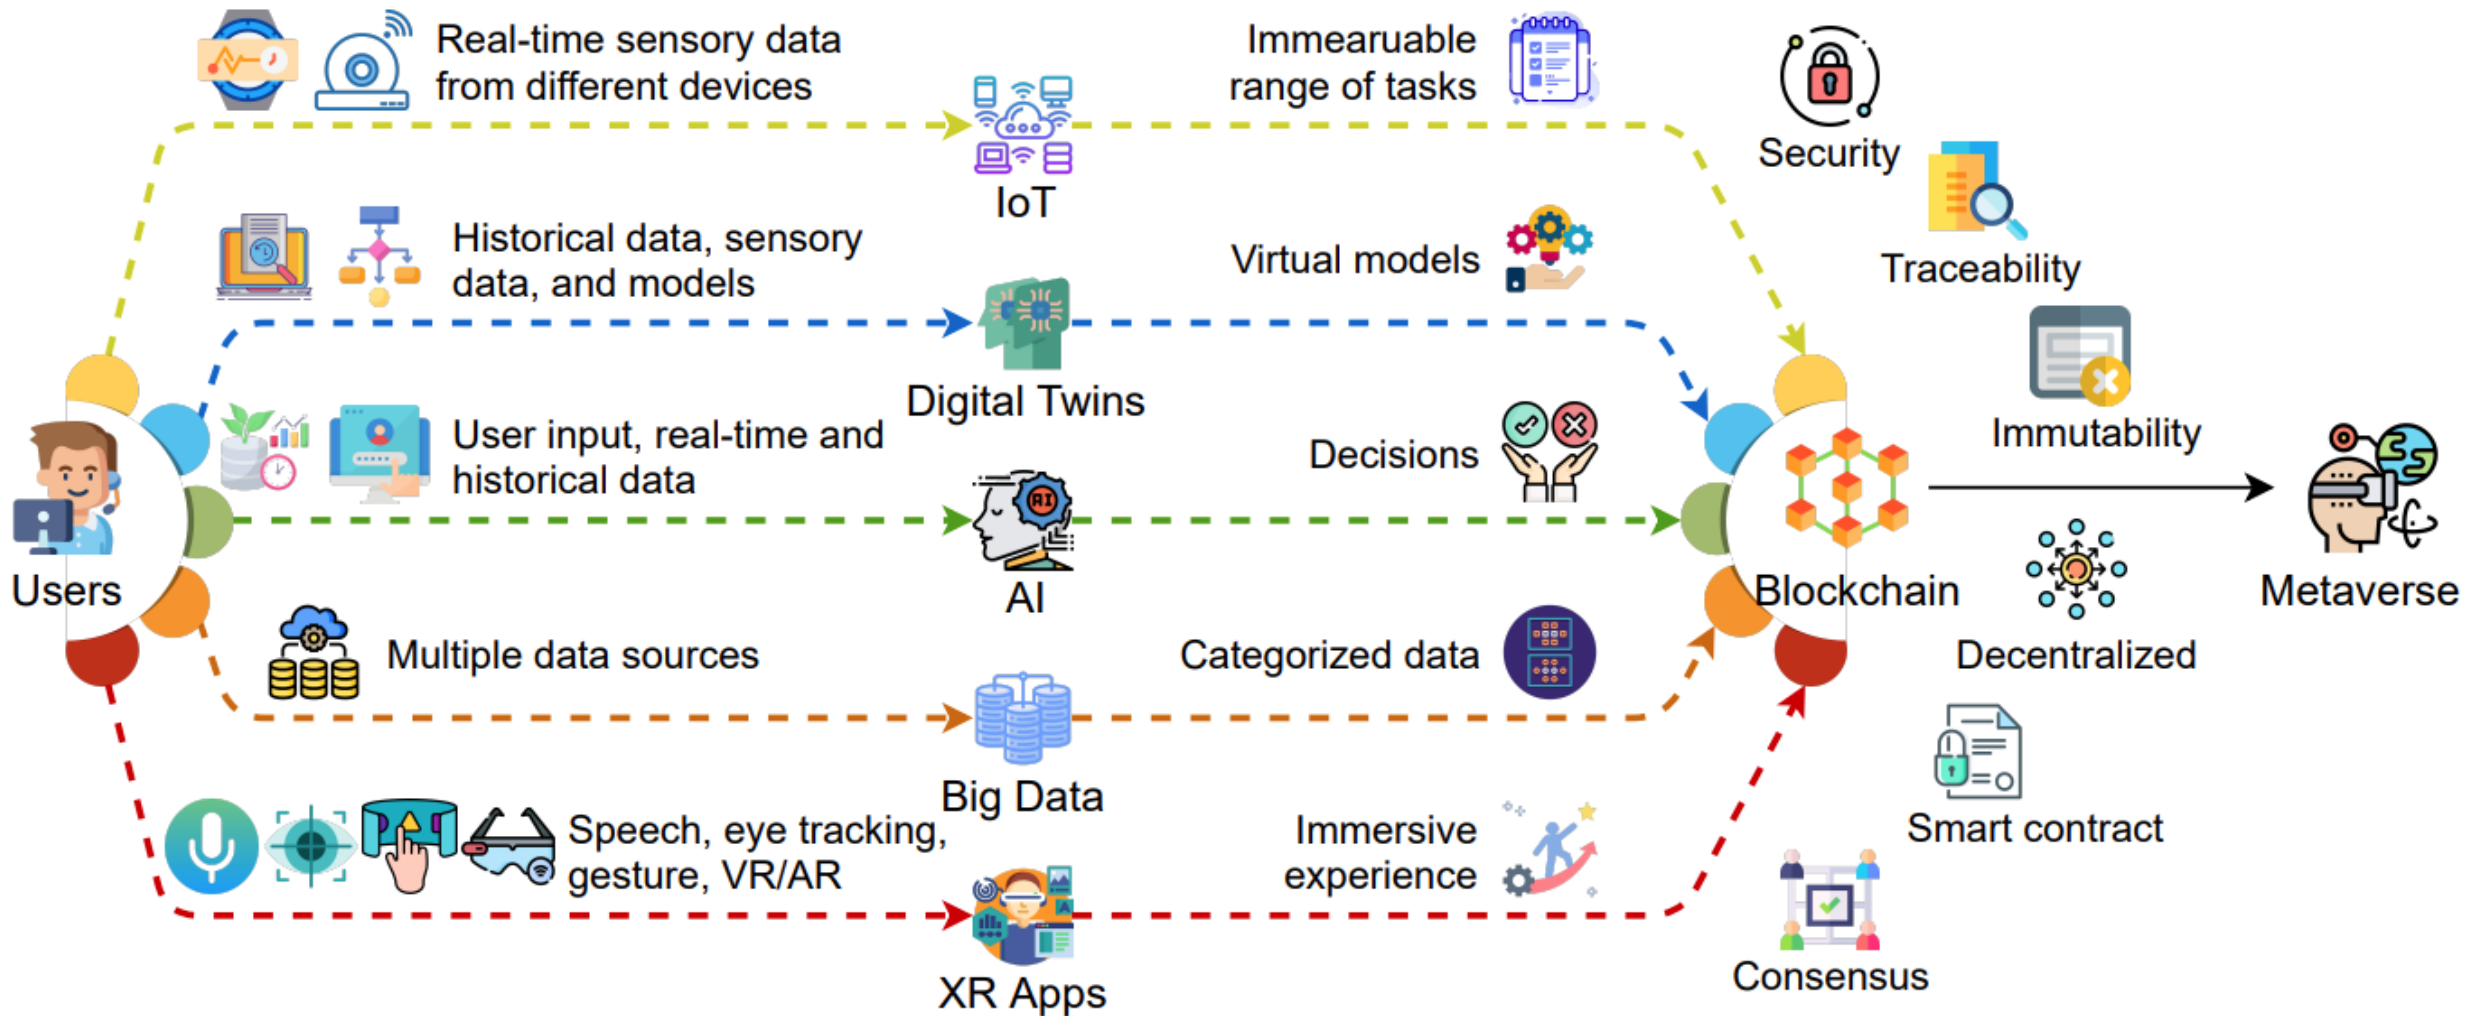 Real-time sensory data
from different devices
IoT
Immearuable
range of tasks
Security
Traceability
Historical data, sensory
data, and models
Digital Twins
Virtual models
Immutability
User input, real-time and
historical data
AI
Decisions
Users
Blockchain
Metaverse
Decentralized
Multiple data sources
Big Data
Categorized data
Smart contract
Speech, eye tracking,
gesture, VR/AR
XR Apps
Immersive
experience
Consensus